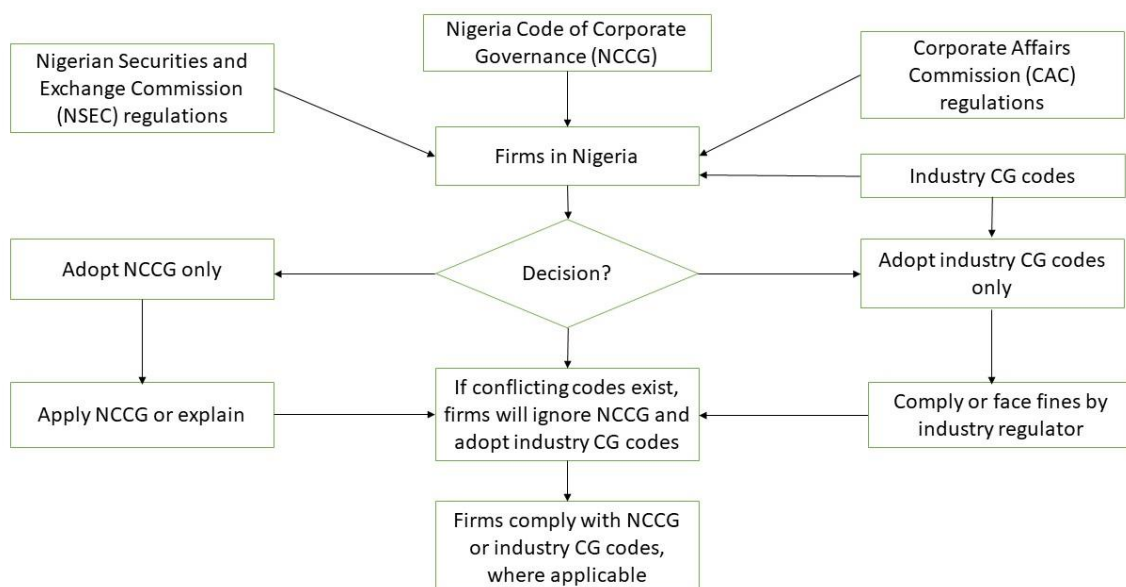 Nigeria Code of Corporate
Governance (NCCG)
Nigerian Securities and
Exchange Commission
(NSEC) regulations
Corporate Affairs
Commission (CAC)
regulations
Firms in Nigeria
Industry CG codes
Adopt NCCG only
Decision?
Adopt industry CG codes
only
Apply NCCG or explain
If conflicting codes exist,
firms will ignore NCCG and
adopt industry CG codes
Comply or face fines by
industry regulator
Firms comply with NCCG
or industry CG codes,
where applicable